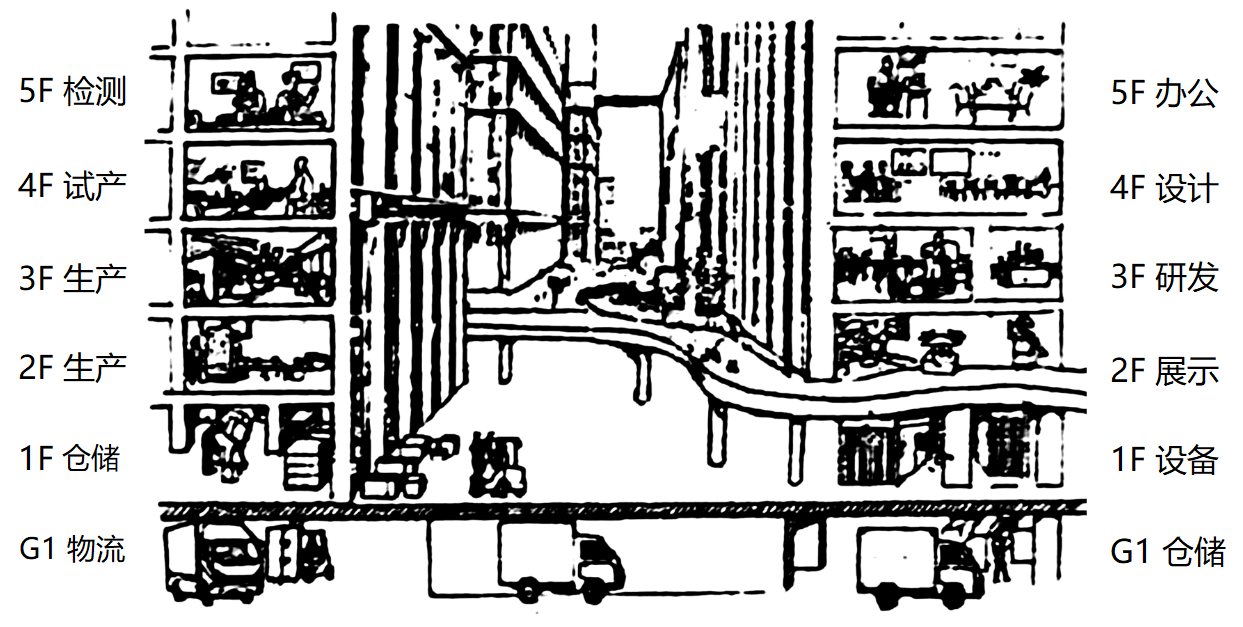 5F 检测
4F 试产
3F 生产
2F 生产
1F 仓储
G1 物流
5F 办公
4F 设计
3F 研发
2F 展示
1F 设备
G1 仓储